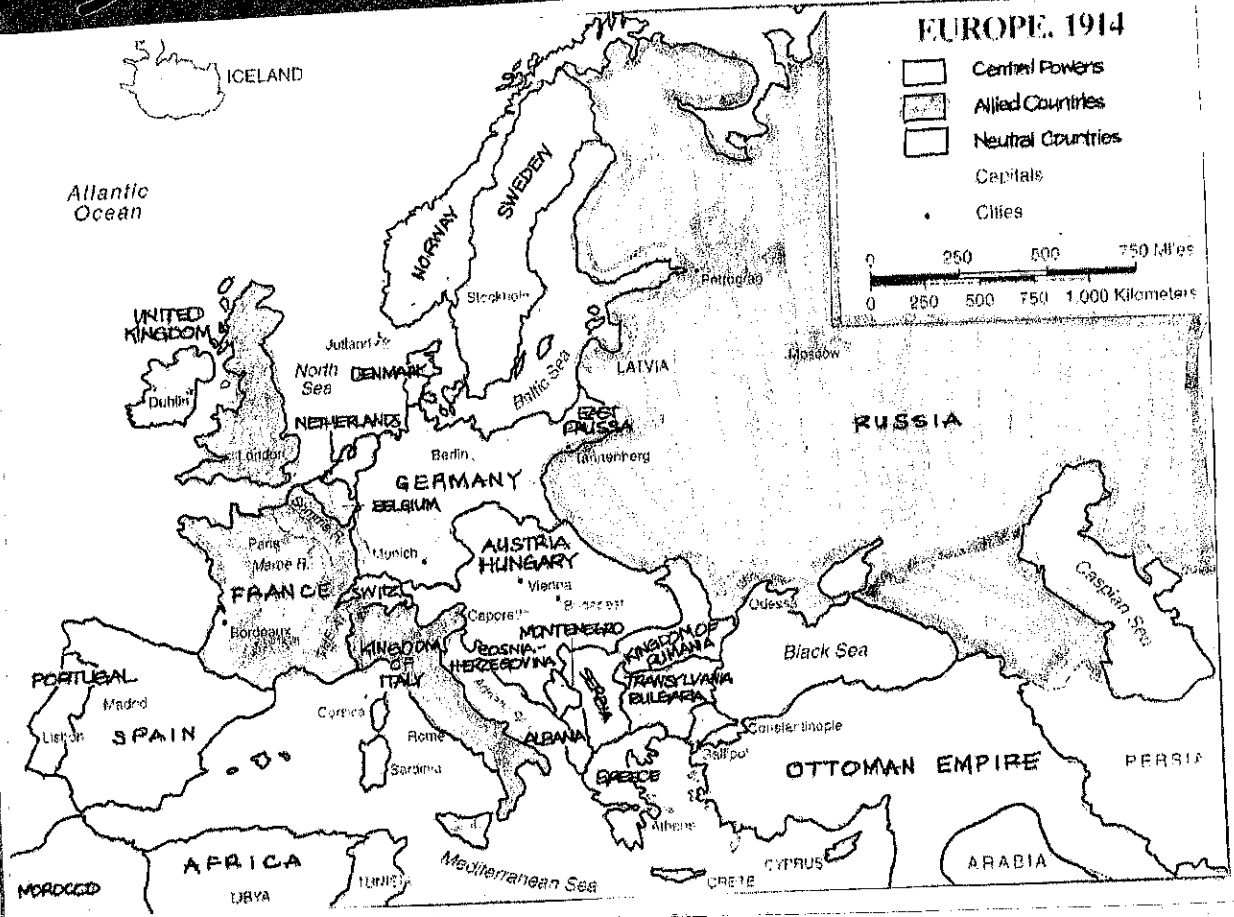 EUROPE, 1914
Central Powers
Allied Countries
Neutral Countries
Capitals
Cities
0 250 500 750 Miles
0 250 500 750 1,000 Kilometers
ICELAND
Atlantic
Ocean
NORWAY
SWEDEN
Stockholm
Petrograd
UNITED
KINGDOM
Jutland
North
Sea
DENMARK
Baltic Sea
LATVIA
Moscow
Dublin
NETHERLANDS
EAST
PRUSSIA
RUSSIA
London
Berlin
Tannenberg
GERMANY
BELGIUM
Somme
Paris
Marne R.
Munich
AUSTRIA
HUNGARY
Vienna
Budapest
FRANCE
SWITZ.
Caporetto
Odessa
Caspian Sea
Bordeaux
KINGDOM
OF
ITALY
MONTENEGRO
BOSNIA-
HERZEGOVINA
KINGDOM OF
RUMANIA
Black Sea
PORTUGAL
Madrid
SERBIA
TRANSYLVANIA
BULGARIA
Lisbon
SPAIN
Corsica
Rome
ALBANIA
Constantinople
Sardinia
GREECE
OTTOMAN EMPIRE
PERSIA
Athens
AFRICA
Mediterranean Sea
CYPRUS
ARABIA
MOROCCO
LIBYA
TUNISIA
CRETE